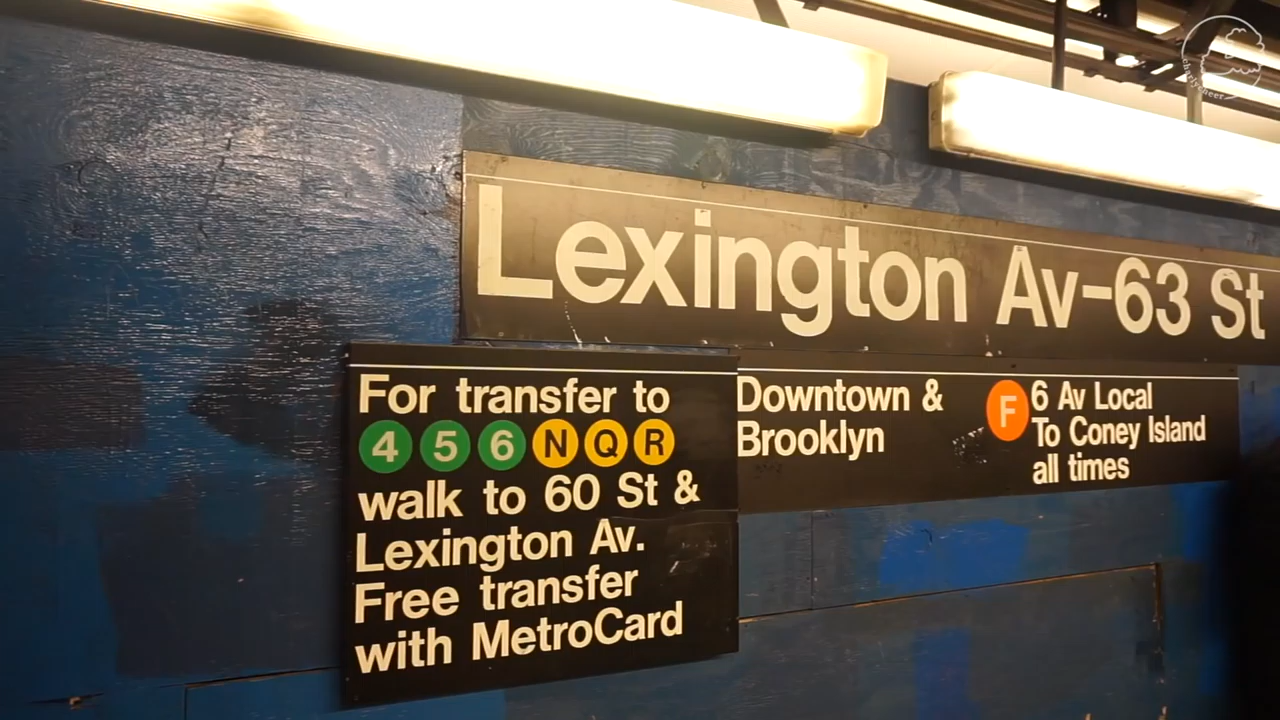 Lexington Av-63 St
For transfer to
4 5 6 N Q R
walk to 60 St &
Lexington Av.
Free transfer
with MetroCard
Downtown &
Brooklyn
F
6 Av Local
To Coney Island
all times